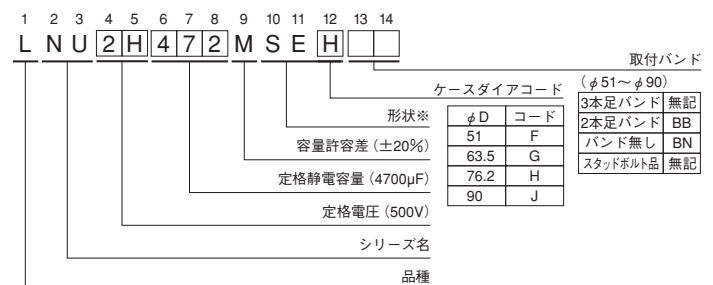 1 2 3 4 5 6 7 8 9 10 11 12 13 14
L N U 2 H 4 7 2 M S E H
取付バンド
(φ51～φ90)
3本足バンド 無記
2本足バンド BB
バンド無し BN
スタッドボルト品 無記
ケースダイアコード
φD コード
51 F
63.5 G
76.2 H
90 J
形状※
容量許容差 (±20%)
定格静電容量 (4700μF)
定格電圧 (500V)
シリーズ名
品種